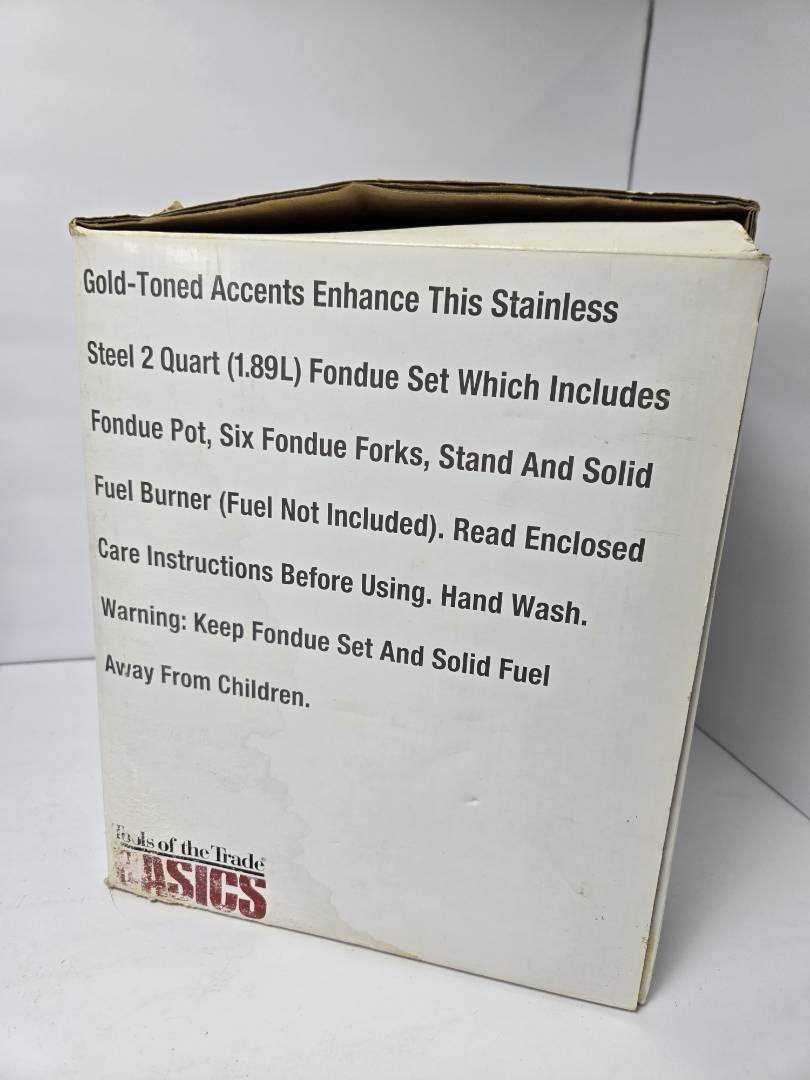 Gold-Toned Accents Enhance This Stainless
Steel 2 Quart (1.89L) Fondue Set Which Includes
Fondue Pot, Six Fondue Forks, Stand And Solid
Fuel Burner (Fuel Not Included). Read Enclosed
Care Instructions Before Using. Hand Wash.
Warning: Keep Fondue Set And Solid Fuel
Away From Children.
Tools of the Trade®
BASICS